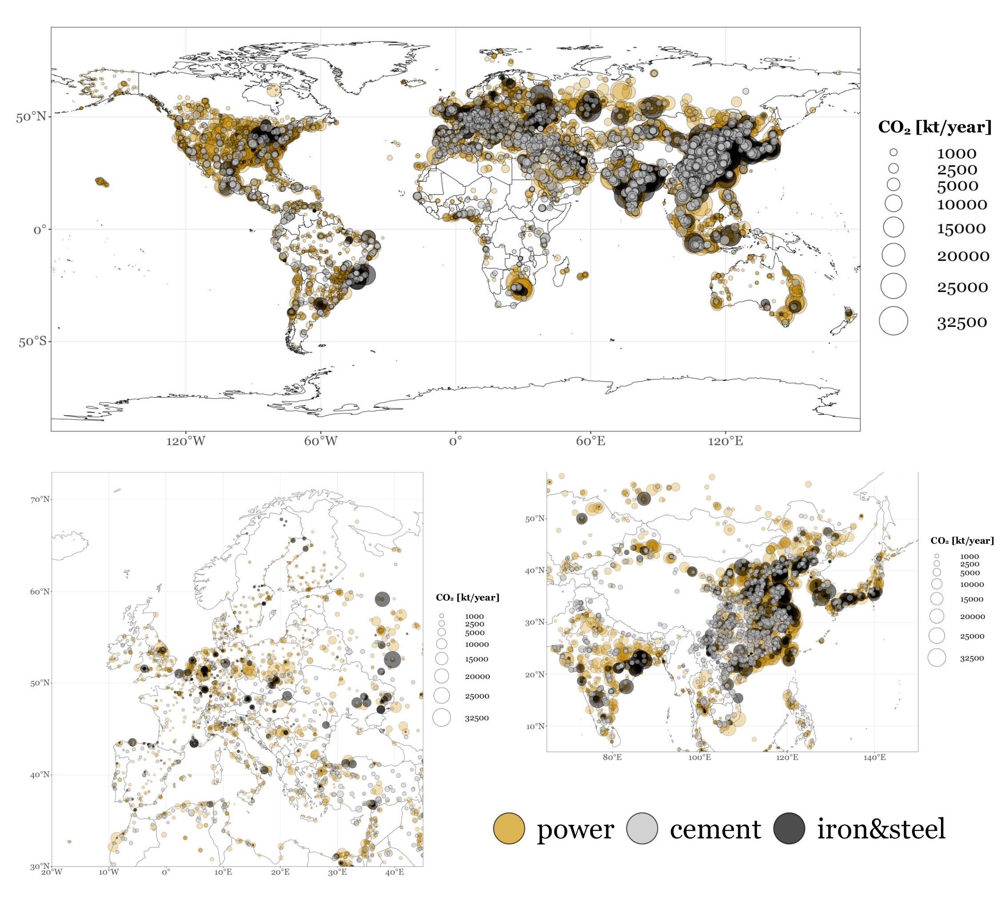 50°N
0°
50°S
120°W 60°W 0° 60°E 120°E
CO₂ [kt/year]
1000
2500
5000
10000
15000
20000
25000
32500
70°N
60°N
50°N
40°N
30°N
20°W 10°W 0° 10°E 20°E 30°E 40°E
CO₂ [kt/year]
1000
2500
5000
10000
15000
20000
25000
32500
50°N
40°N
30°N
20°N
10°N
80°E 100°E 120°E 140°E
CO₂ [kt/year]
1000
2500
5000
10000
15000
20000
25000
32500
power cement iron&steel